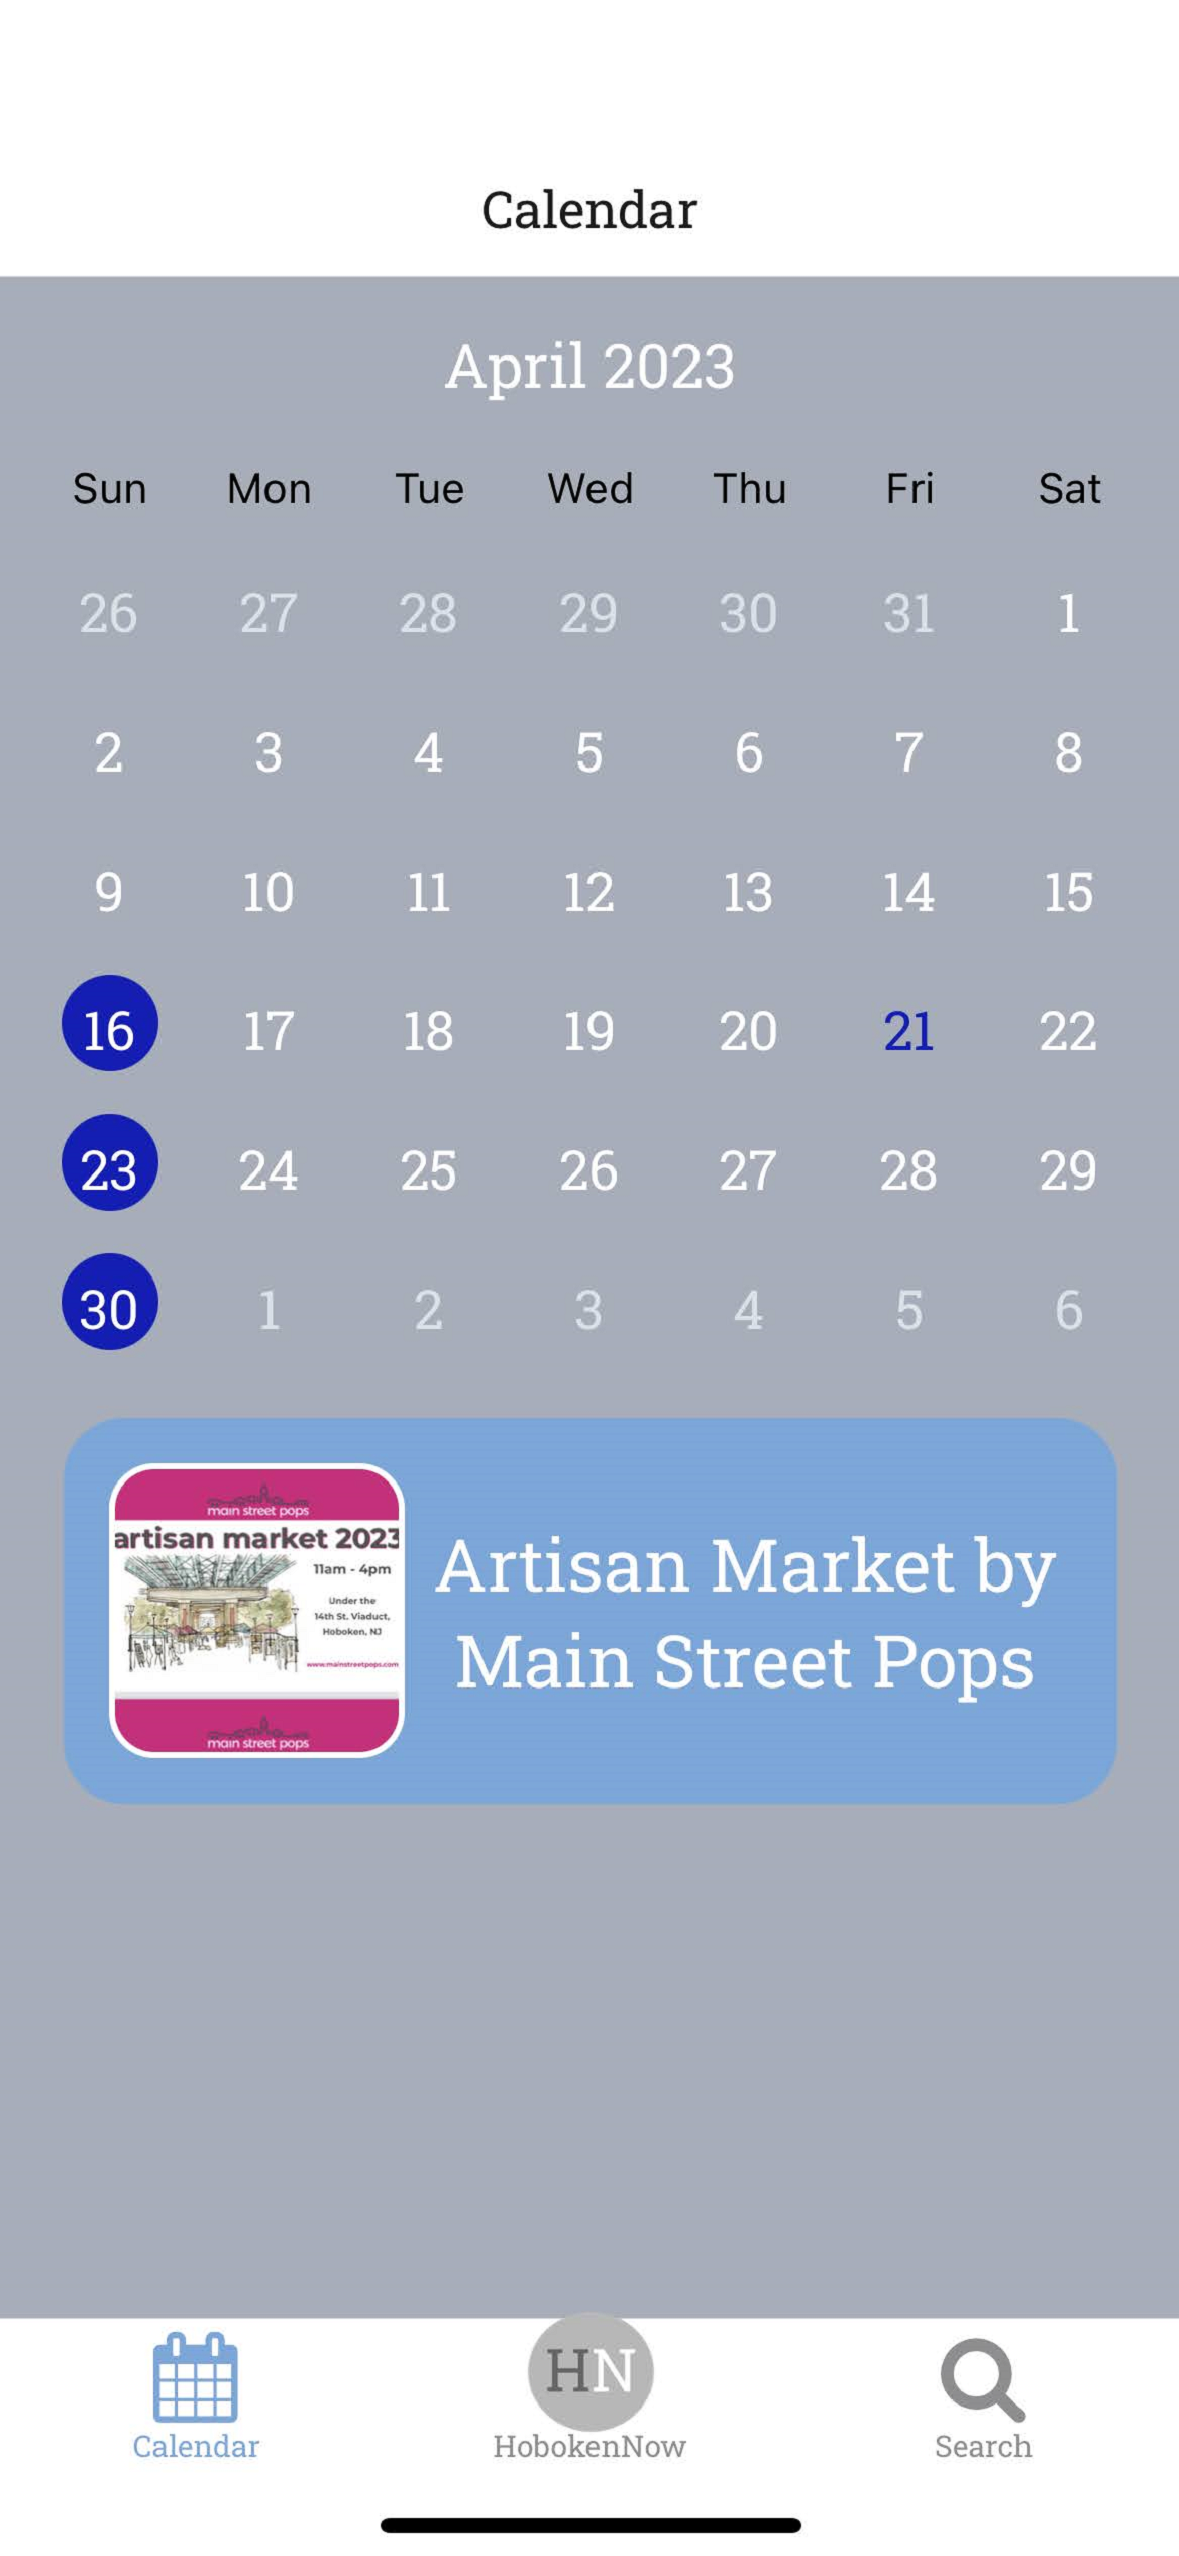 Calendar
April 2023
Sun Mon Tue Wed Thu Fri Sat
26 27 28 29 30 31 1
2 3 4 5 6 7 8
9 10 11 12 13 14 15
16 17 18 19 20 21 22
23 24 25 26 27 28 29
30 1 2 3 4 5 6
main street pops
artisan market 2023
11am - 4pm
Under the
14th St. Viaduct,
Hoboken, NJ
www.mainstreetpops.com
main street pops
Artisan Market by
Main Street Pops
HN
Calendar HobokenNow Search